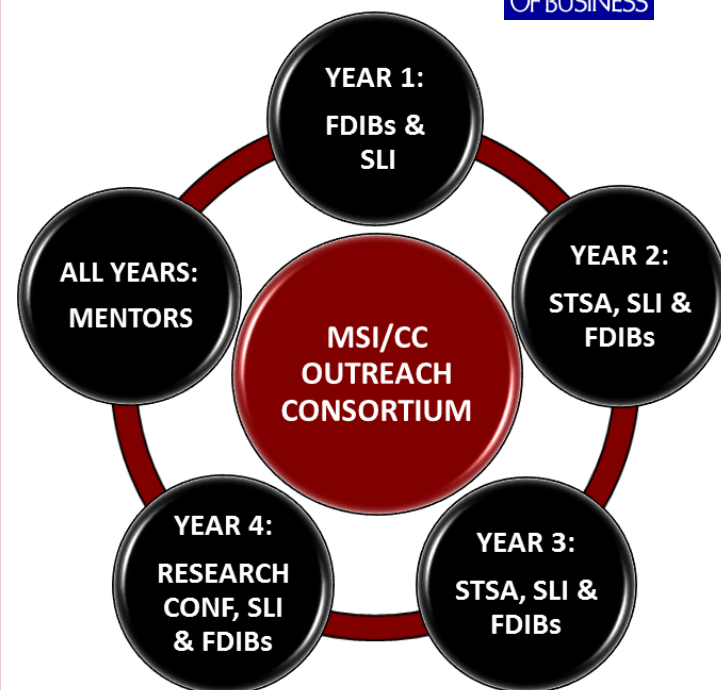 OF BUSINESS
YEAR 1:
FDIBs &
SLI
YEAR 2:
STSA, SLI &
FDIBs
YEAR 3:
STSA, SLI &
FDIBs
YEAR 4:
RESEARCH
CONF, SLI
& FDIBs
ALL YEARS:
MENTORS
MSI/CC
OUTREACH
CONSORTIUM